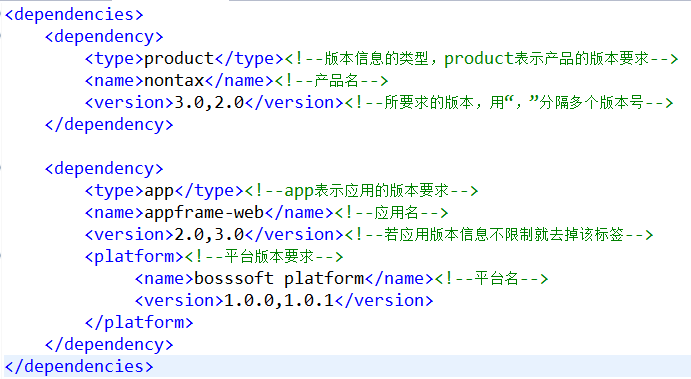 <dependencies>
<dependency>
<type>product</type><!--版本信息的类型，product表示产品的版本要求-->
<name>nontax</name><!--产品名-->
<version>3.0,2.0</version><!--所要求的版本，用“，”分隔多个版本号-->
</dependency>
<dependency>
<type>app</type><!--app表示应用的版本要求-->
<name>appframe-web</name><!--应用名-->
<version>2.0,3.0</version><!--若应用版本信息不限制就去掉该标签-->
<platform><!--平台版本要求-->
<name>bosssoft platform</name><!--平台名-->
<version>1.0.0,1.0.1</version>
</platform>
</dependency>
</dependencies>